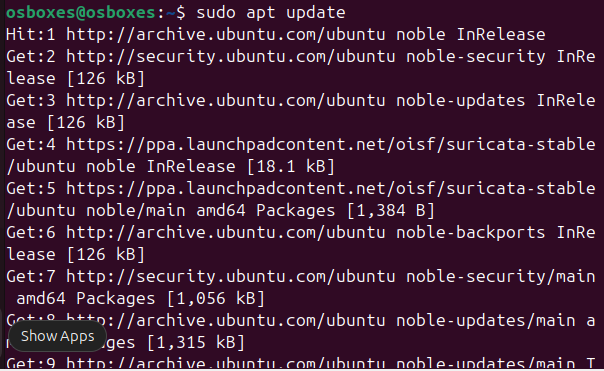 osboxes@osboxes:~$ sudo apt update
Hit:1 http://archive.ubuntu.com/ubuntu noble InRelease
Get:2 http://security.ubuntu.com/ubuntu noble-security InRe
lease [126 kB]
Get:3 http://archive.ubuntu.com/ubuntu noble-updates InRele
ase [126 kB]
Get:4 https://ppa.launchpadcontent.net/oisf/suricata-stable
/ubuntu noble InRelease [18.1 kB]
Get:5 https://ppa.launchpadcontent.net/oisf/suricata-stable
/ubuntu noble/main amd64 Packages [1,384 B]
Get:6 http://archive.ubuntu.com/ubuntu noble-backports InRe
lease [126 kB]
Get:7 http://security.ubuntu.com/ubuntu noble-security/main
 amd64 Packages [1,056 kB]
Get:8 http://archive.ubuntu.com/ubuntu noble-updates/main a
Show Apps
[1,315 kB]
Get:9 http://archive.ubuntu.com/ubuntu noble-updates/main T